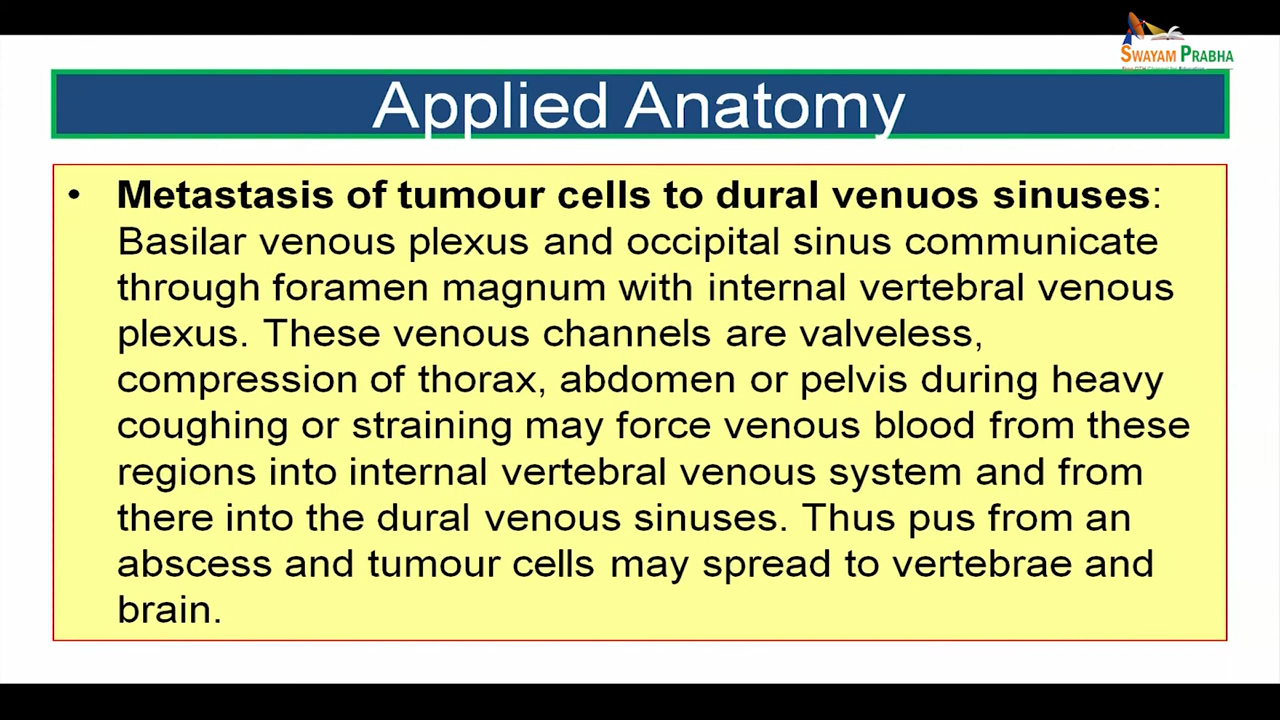 SWAYAM PRABHA
Applied Anatomy
• Metastasis of tumour cells to dural venuos sinuses:
Basilar venous plexus and occipital sinus communicate
through foramen magnum with internal vertebral venous
plexus. These venous channels are valveless,
compression of thorax, abdomen or pelvis during heavy
coughing or straining may force venous blood from these
regions into internal vertebral venous system and from
there into the dural venous sinuses. Thus pus from an
abscess and tumour cells may spread to vertebrae and
brain.